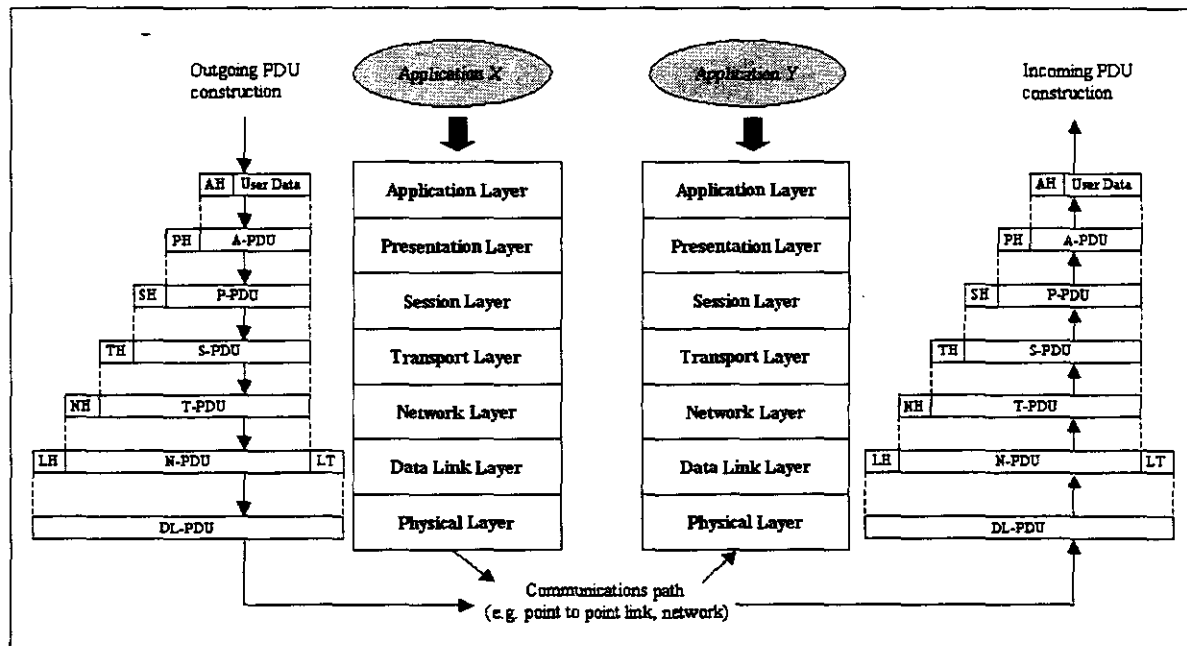 Outgoing PDU
construction
Application X
Application Y
Incoming PDU
construction
AH User Data
PH A-PDU
SH P-PDU
TH S-PDU
NH T-PDU
LH N-PDU LT
DL-PDU
Application Layer
Presentation Layer
Session Layer
Transport Layer
Network Layer
Data Link Layer
Physical Layer
Application Layer
Presentation Layer
Session Layer
Transport Layer
Network Layer
Data Link Layer
Physical Layer
AH User Data
PH A-PDU
SH P-PDU
TH S-PDU
NH T-PDU
LH N-PDU LT
DL-PDU
Communications path
(e.g. point to point link, network)